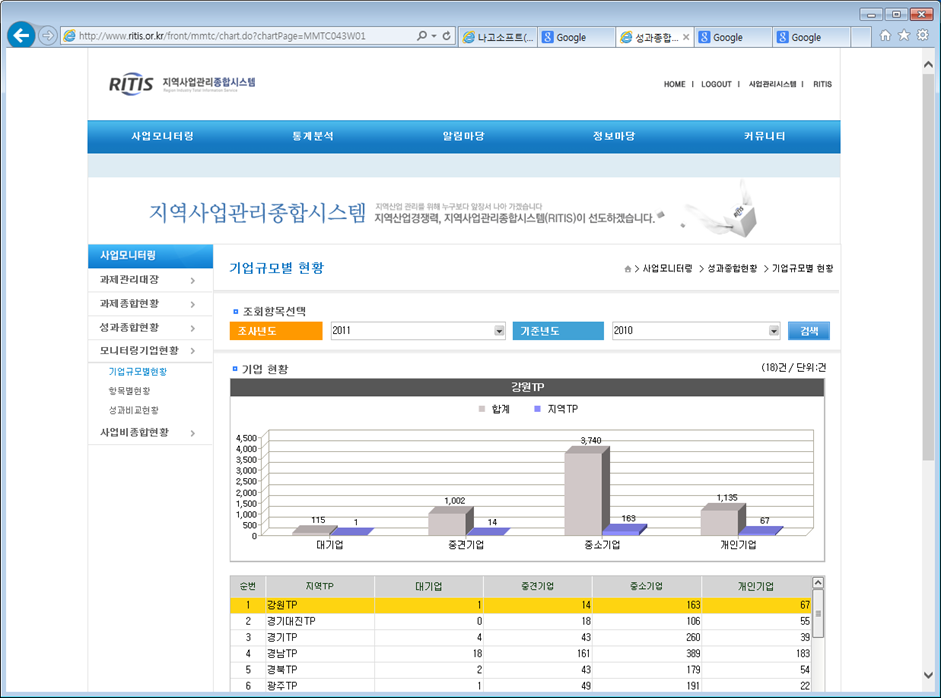 http://www.ritis.or.kr/front/mmtc/chart.do?chartPage=MMTC043W01
나고소프트(...
Google
성과종합...
Google
Google
RITIS 지역사업관리종합시스템
Region Industry Total Information Service
HOME I LOGOUT I 사업관리시스템 I RITIS
사업모니터링 통계분석 알림마당 정보마당 커뮤니티
지역사업관리종합시스템
지역산업 관리를 위해 누구보다 앞장서 나아 가겠습니다
지역산업경쟁력, 지역사업관리종합시스템(RITIS)이 선도하겠습니다.
RITIS
사업모니터링
과제관리대장
과제종합현황
성과종합현황
모니터링기업현황
기업규모별현황
항목별현황
성과비교현황
사업비종합현황
기업규모별 현황
> 사업모니터링 > 성과종합현황 > 기업규모별 현황
조회항목선택
조사년도 2011 기준년도 2010 검색
기업 현황 (18)건 / 단위:건
강원TP
합계 지역TP
4,500
4,000
3,500
3,000
2,500
2,000
1,500
1,000
500
0
115 1 1,002 14 3,740 163 1,135 67
대기업 중견기업 중소기업 개인기업
순번 지역TP 대기업 중견기업 중소기업 개인기업
1 강원TP 1 14 163 67
2 경기대진TP 0 18 106 55
3 경기TP 4 43 260 39
4 경남TP 18 161 389 183
5 경북TP 2 43 179 54
6 광주TP 1 49 191 22